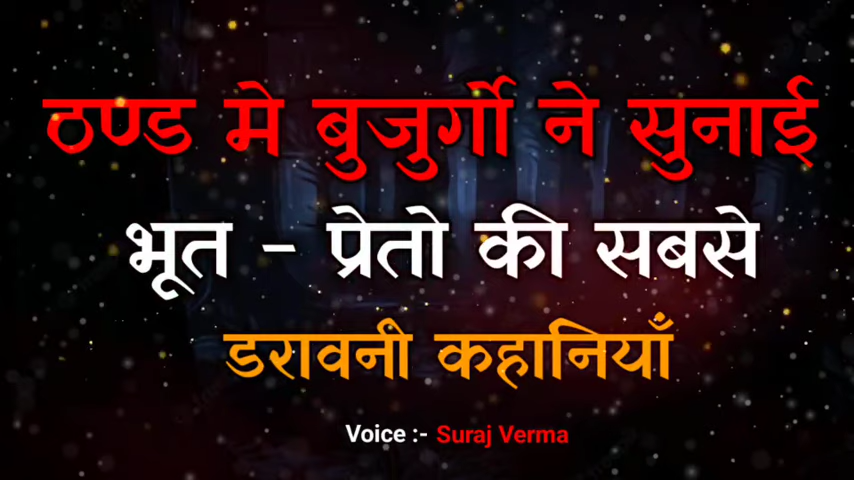 ठण्ड मे बुजुर्गो ने सुनाई
भूत - प्रेतो की सबसे
डरावनी कहानियाँ
Voice :- Suraj Verma